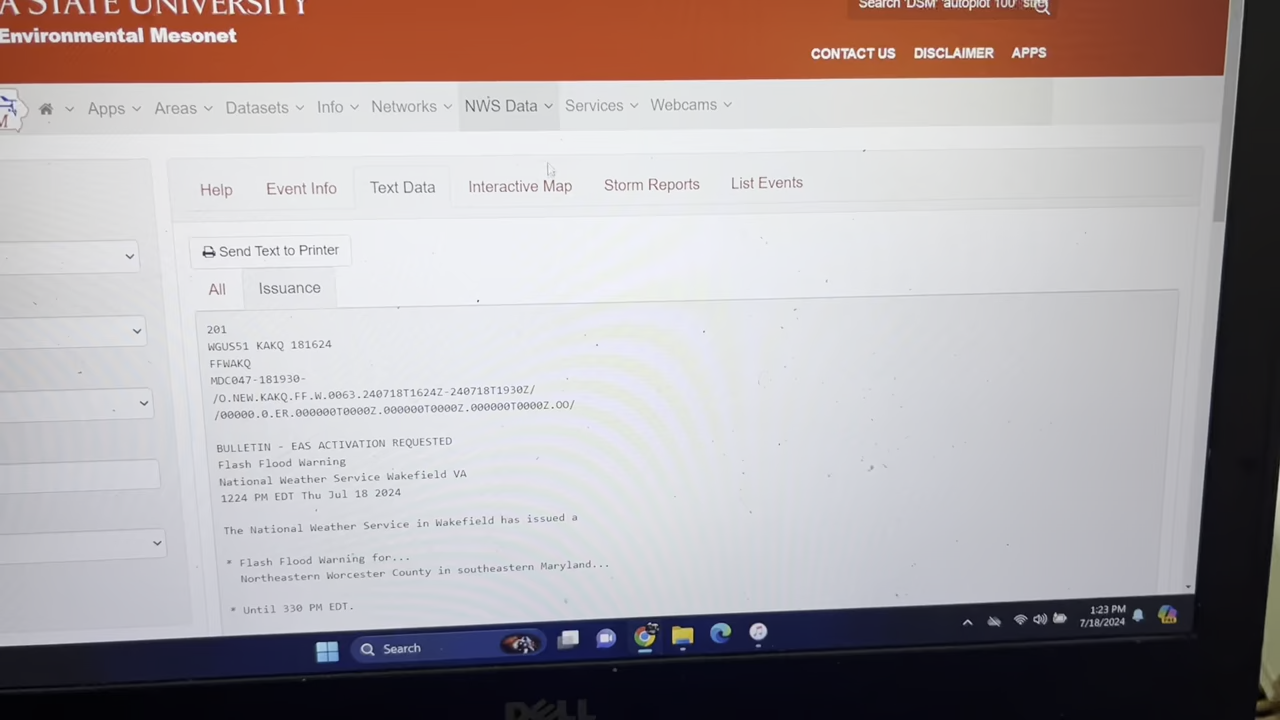 A STATE UNIVERSITY
Environmental Mesonet
Search 'DSM' 'autoplot 100'
CONTACT US DISCLAIMER APPS
Apps Areas Datasets Info Networks NWS Data Services Webcams
Help Event Info Text Data Interactive Map Storm Reports List Events
Send Text to Printer
All Issuance
201
WGUS51 KAKQ 181624
FFWAKQ
MDC047-181930-
/O.NEW.KAKQ.FF.W.0063.240718T1624Z-240718T1930Z/
/00000.0.ER.000000T0000Z.000000T0000Z.000000T0000Z.OO/
BULLETIN - EAS ACTIVATION REQUESTED
Flash Flood Warning
National Weather Service Wakefield VA
1224 PM EDT Thu Jul 18 2024
The National Weather Service in Wakefield has issued a
* Flash Flood Warning for...
Northeastern Worcester County in southeastern Maryland...
* Until 330 PM EDT.
Search
1:23 PM
7/18/2024
DELL